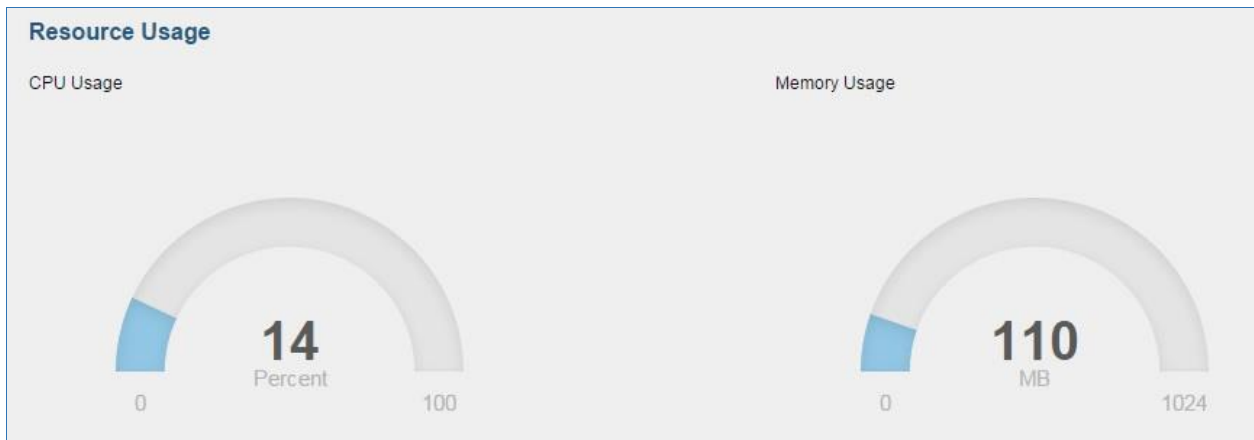 Resource Usage
CPU Usage
Memory Usage
14
Percent
0
100
110
MB
0
1024